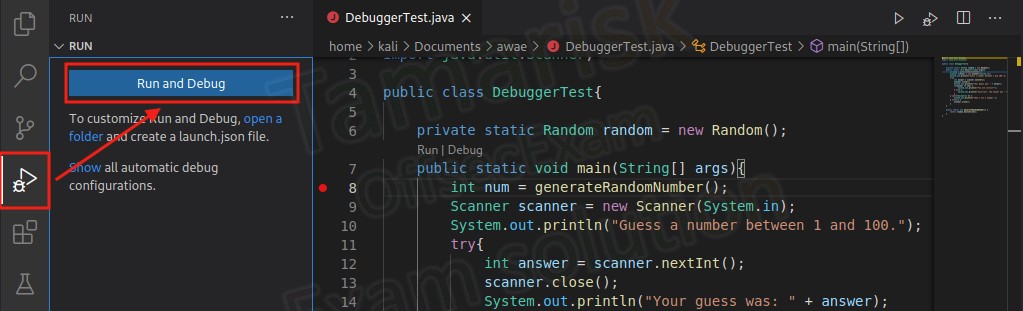 RUN
RUN
Run and Debug
To customize Run and Debug, open a
folder and create a launch.json file.
Show all automatic debug
configurations.
DebuggerTest.java
home > kali > Documents > awae > DebuggerTest.java > DebuggerTest > main(String[])
2 import java.util.Scanner;
3
4 public class DebuggerTest{
5
6 private static Random random = new Random();
Run | Debug
7 public static void main(String[] args){
8 int num = generateRandomNumber();
9 Scanner scanner = new Scanner(System.in);
10 System.out.println("Guess a number between 1 and 100.");
11 try{
12 int answer = scanner.nextInt();
13 scanner.close();
14 System.out.println("Your guess was: " + answer);
Tamarisk
OffsecExam
Exam solution